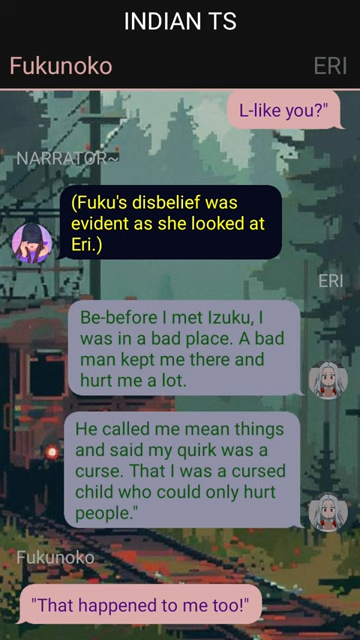 INDIAN TS
Fukunoko
ERI
L-like you?"
NARRATOR~
(Fuku's disbelief was
evident as she looked at
Eri.)
ERI
Be-before I met Izuku, I
was in a bad place. A bad
man kept me there and
hurt me a lot.
He called me mean things
and said my quirk was a
curse. That I was a cursed
child who could only hurt
people."
Fukunoko
"That happened to me too!"